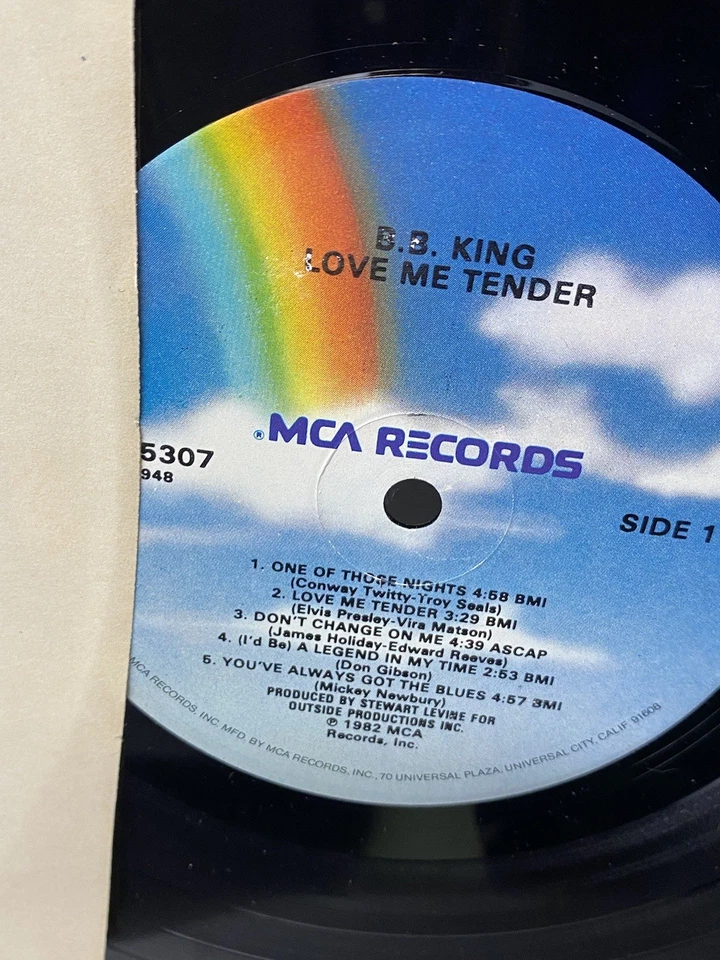 B.B. KING
LOVE ME TENDER
® MCA RECORDS
5307
948
SIDE 1
1. ONE OF THOSE NIGHTS 4:58 BMI
(Conway Twitty-Troy Seals)
2. LOVE ME TENDER 3:29 BMI
(Elvis Presley-Vira Matson)
3. DON'T CHANGE ON ME 4:39 ASCAP
(James Holiday-Edward Reeves)
4. (I'd Be) A LEGEND IN MY TIME 2:53 BMI
(Don Gibson)
5. YOU'VE ALWAYS GOT THE BLUES 4:57 BMI
(Mickey Newbury)
PRODUCED BY STEWART LEVINE FOR
OUTSIDE PRODUCTIONS INC.
℗ 1982 MCA
Records, Inc.
MCA RECORDS, INC MFD. BY MCA RECORDS, INC., 70 UNIVERSAL PLAZA, UNIVERSAL CITY, CALIF. 91608